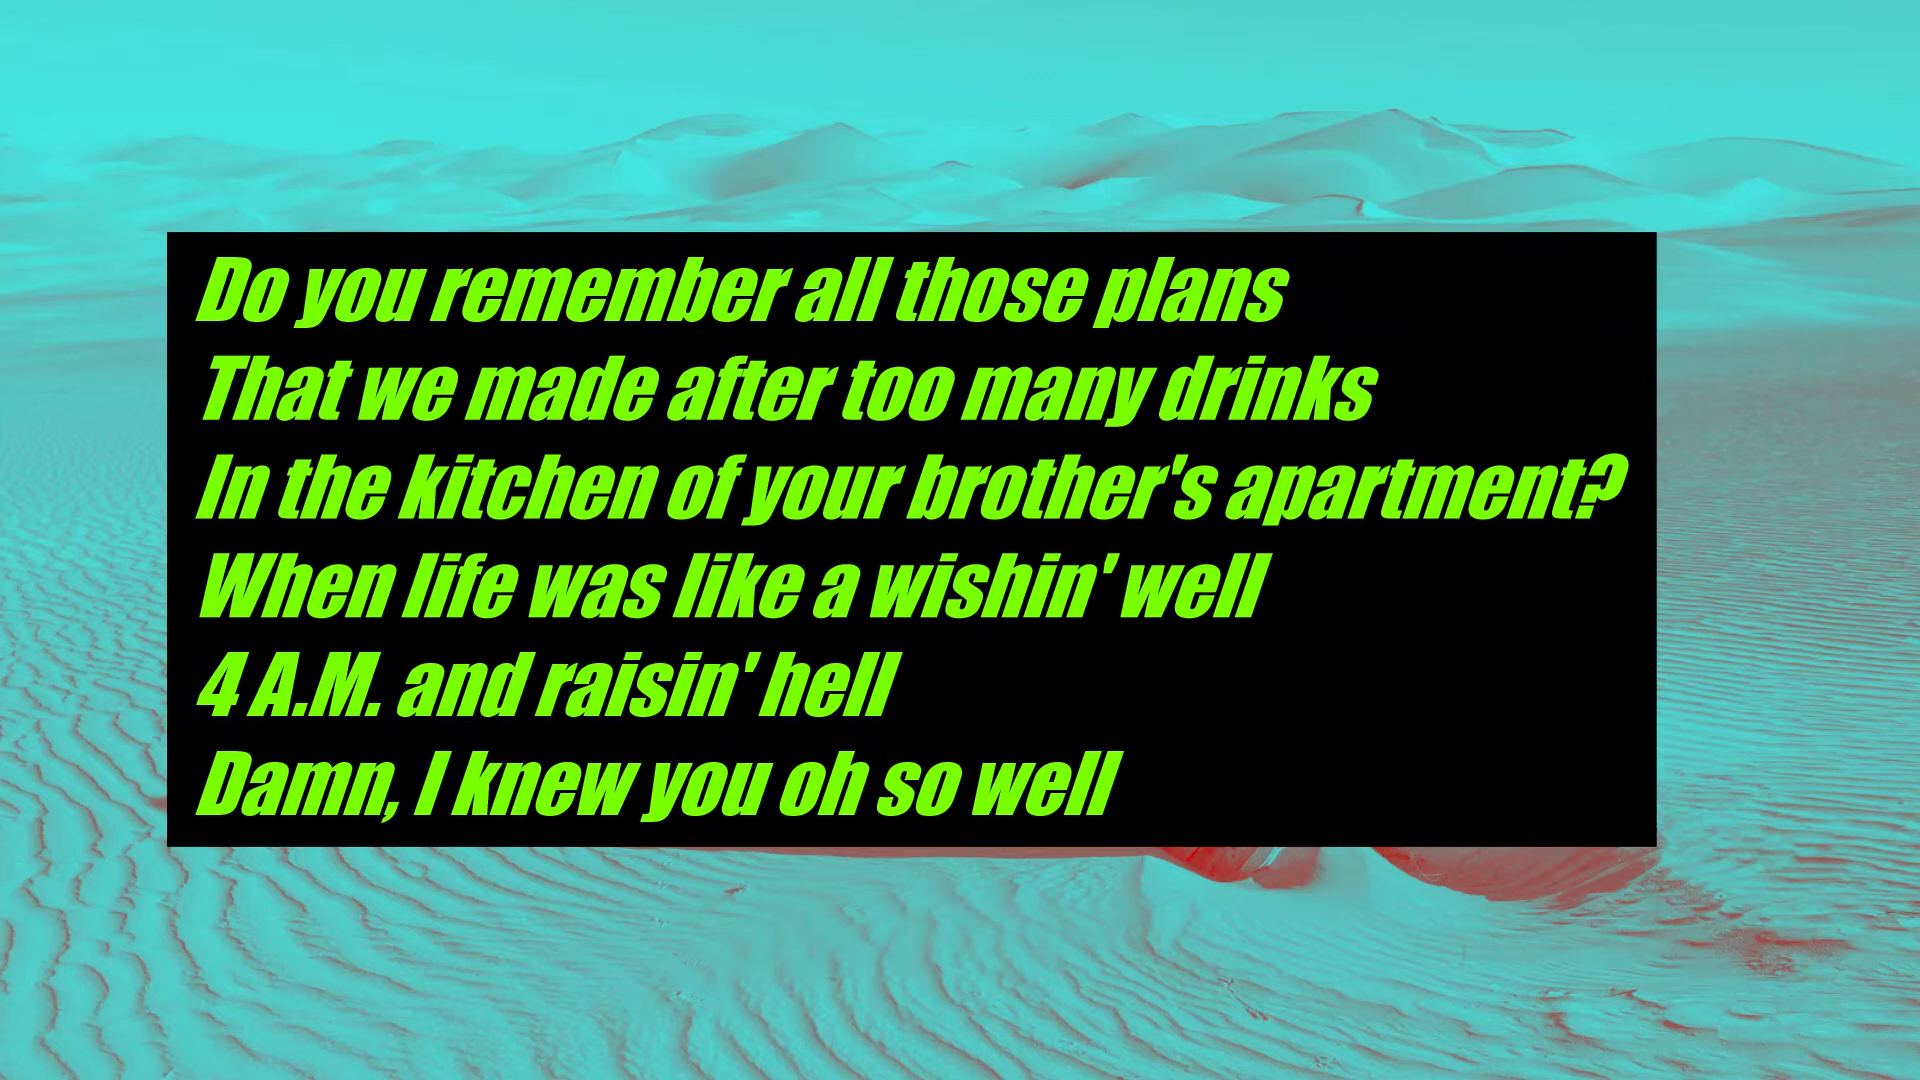 Do you remember all those plans
That we made after too many drinks
In the kitchen of your brother's apartment?
When life was like a wishin' well
4 A.M. and raisin' hell
Damn, I knew you oh so well